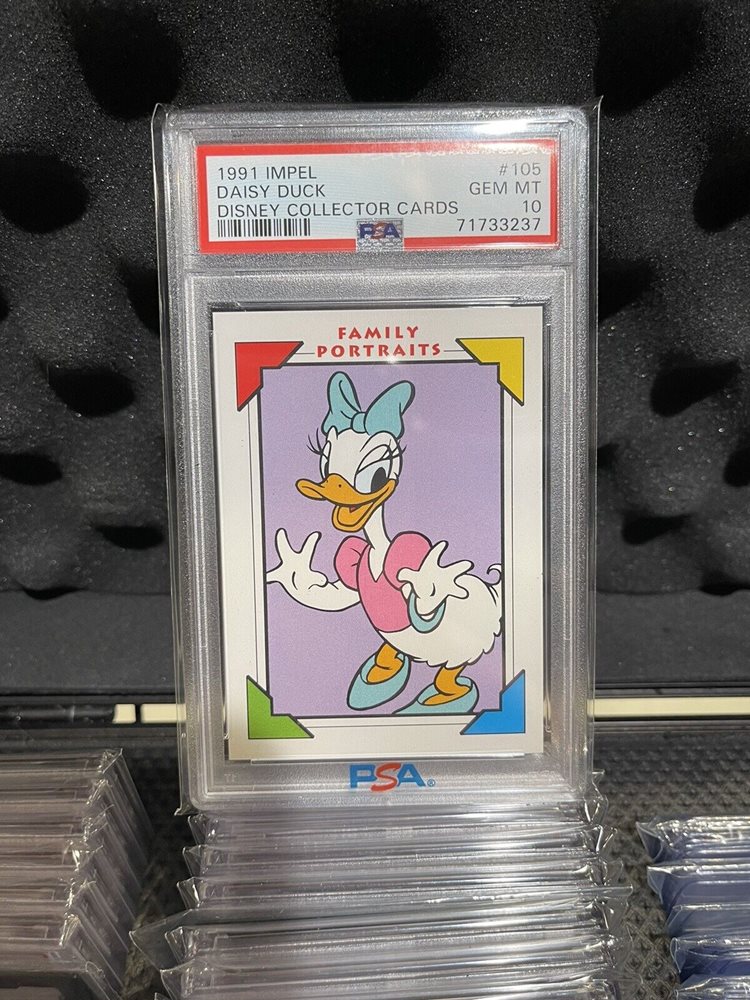 1991 IMPEL #105
DAISY DUCK GEM MT
DISNEY COLLECTOR CARDS 10
PSA 71733237
FAMILY
PORTRAITS
PSA®